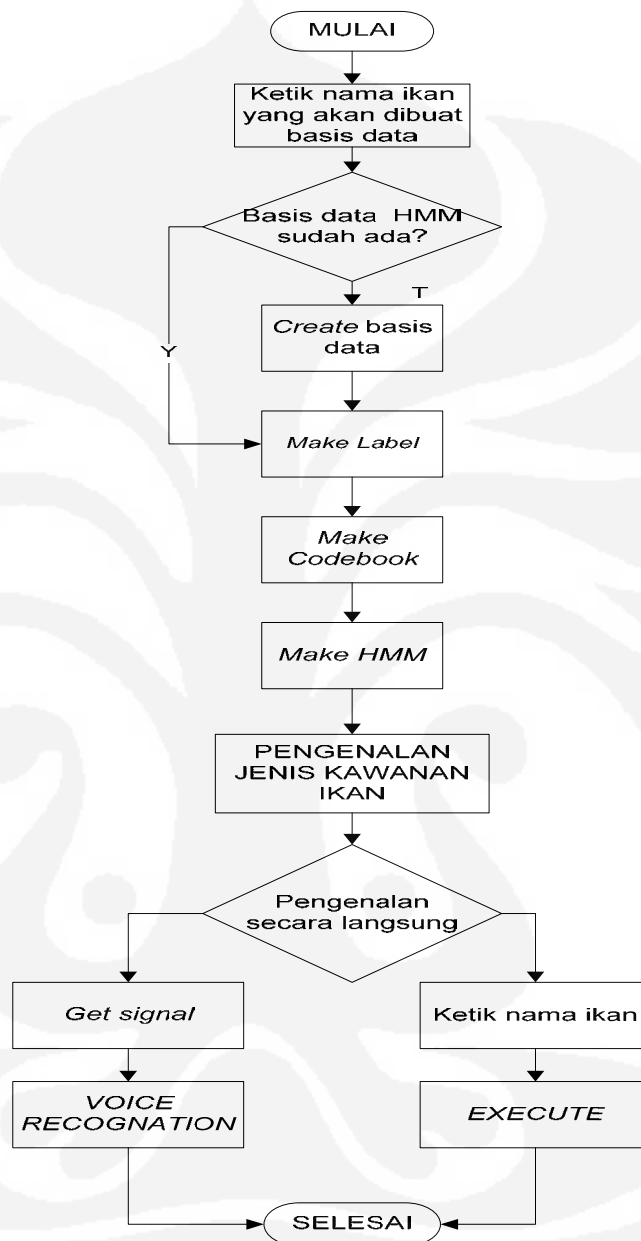 MULAI
Ketik nama ikan
yang akan dibuat
basis data
Basis data HMM
sudah ada?
T
Create basis
data
Y
Make Label
Make
Codebook
Make HMM
PENGENALAN
JENIS KAWANAN
IKAN
Pengenalan
secara langsung
Get signal
Ketik nama ikan
VOICE
RECOGNATION
EXECUTE
SELESAI